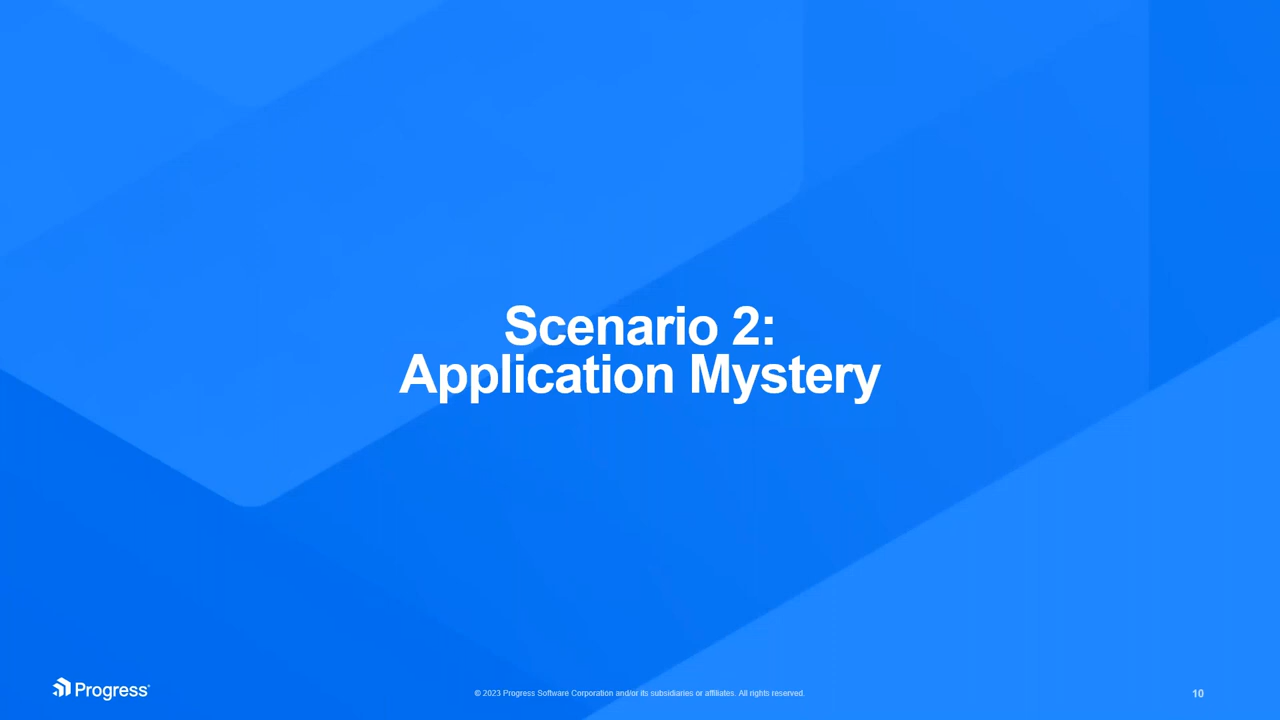 Scenario 2:
Application Mystery
Progress
© 2023 Progress Software Corporation and/or its subsidiaries or affiliates. All rights reserved.
10